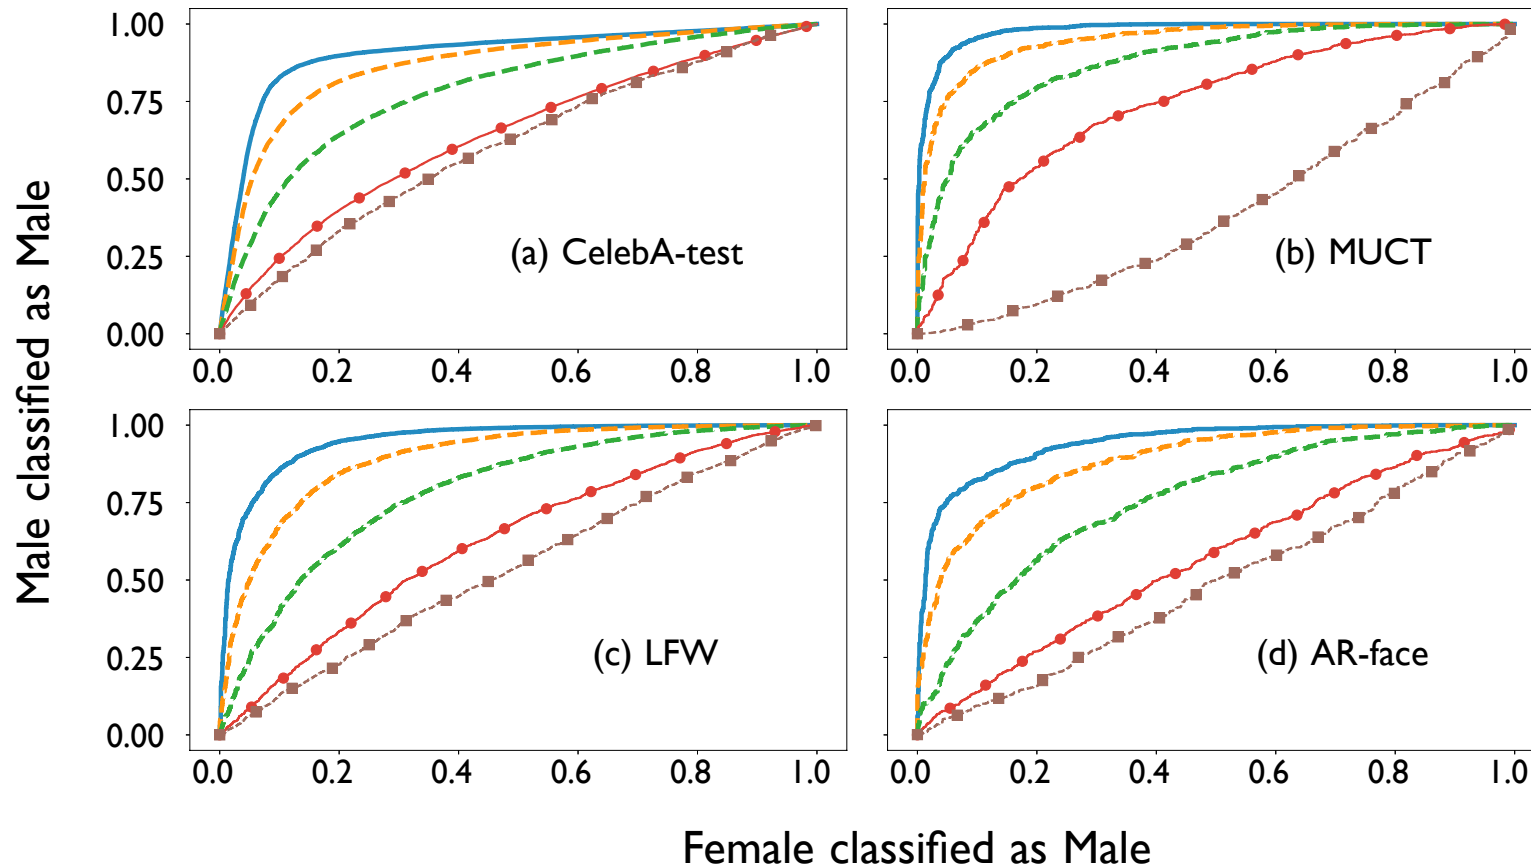 Male classified as Male
1.00
0.75
0.50
0.25
0.00
(a) CelebA-test
0.0 0.2 0.4 0.6 0.8 1.0
(b) MUCT
0.0 0.2 0.4 0.6 0.8 1.0
1.00
0.75
0.50
0.25
0.00
(c) LFW
0.0 0.2 0.4 0.6 0.8 1.0
(d) AR-face
0.0 0.2 0.4 0.6 0.8 1.0
Female classified as Male